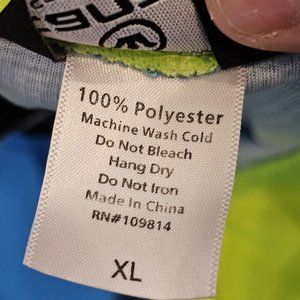 100% Polyester
Machine Wash Cold
Do Not Bleach
Hang Dry
Do Not Iron
Made in China
RN#109814
XL